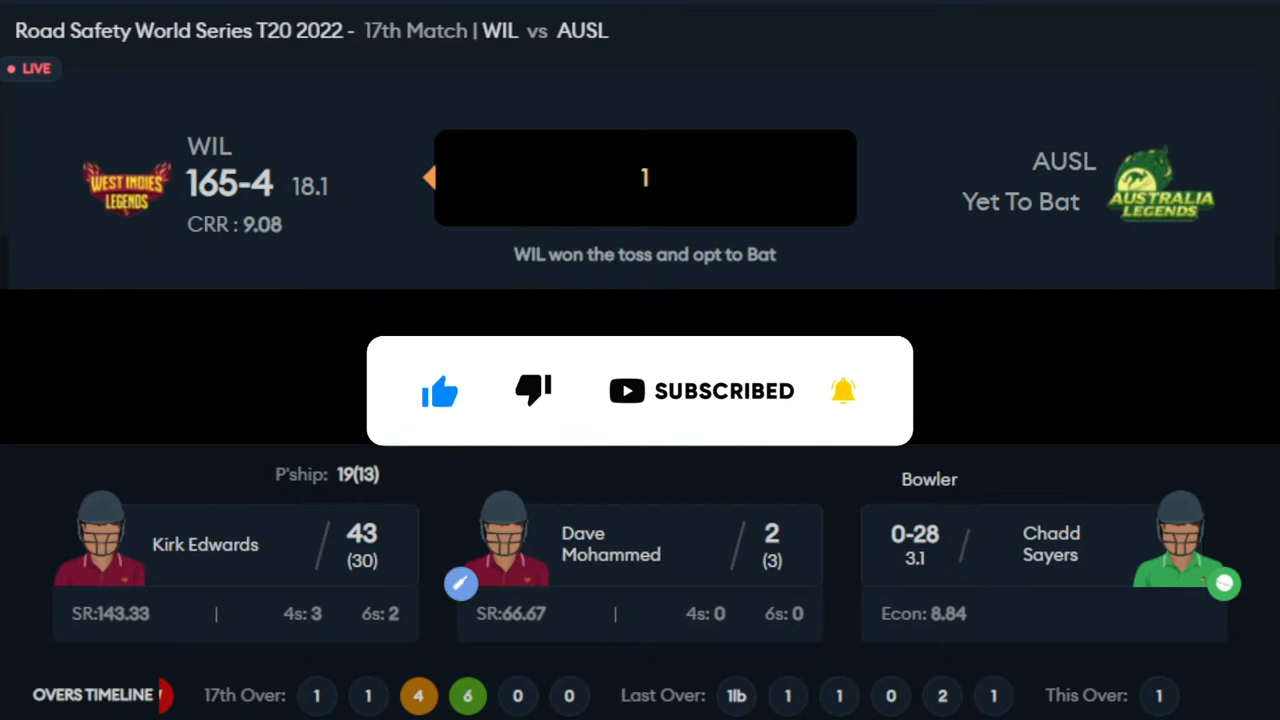 Road Safety World Series T20 2022 - 17th Match | WIL vs AUSL
LIVE
WIL
165-4 18.1
CRR : 9.08
WEST INDIES
LEGENDS
1
WIL won the toss and opt to Bat
AUSL
Yet To Bat
AUSTRALIA
LEGENDS
SUBSCRIBED
P'ship: 19(13)
Kirk Edwards / 43
(30)
SR:143.33 | 4s: 3 6s: 2
Dave
Mohammed / 2
(3)
SR:66.67 | 4s: 0 6s: 0
Bowler
0-28
3.1 / Chadd
Sayers
Econ: 8.84
OVERS TIMELINE 17th Over: 1 1 4 6 0 0 Last Over: 1lb 1 1 0 2 1 This Over: 1